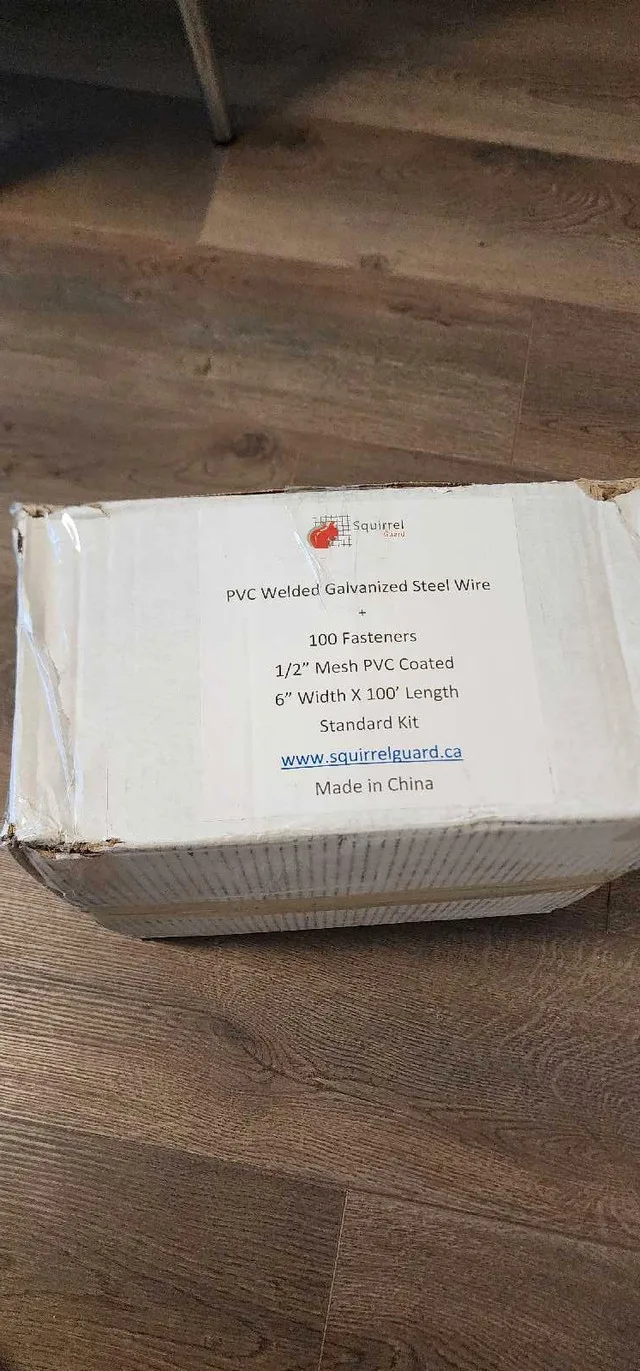 Squirrel
Guard
PVC Welded Galvanized Steel Wire
+
100 Fasteners
1/2" Mesh PVC Coated
6" Width X 100' Length
Standard Kit
www.squirrelguard.ca
Made in China